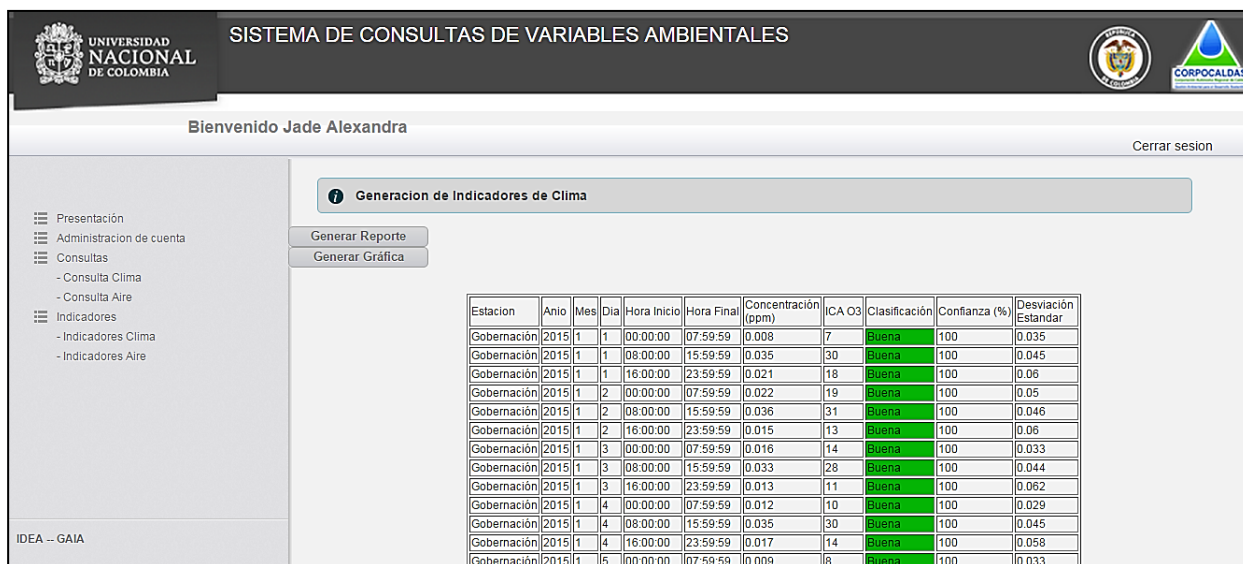 UNIVERSIDAD
NACIONAL
DE COLOMBIA
SISTEMA DE CONSULTAS DE VARIABLES AMBIENTALES
REPUBLICA
DE COLOMBIA
CORPOCALDAS
Bienvenido Jade Alexandra
Cerrar sesion
Presentación
Administracion de cuenta
Consultas
- Consulta Clima
- Consulta Aire
Indicadores
- Indicadores Clima
- Indicadores Aire
IDEA -- GAIA
Generacion de Indicadores de Clima
Generar Reporte
Generar Gráfica
Estacion Anio Mes Dia Hora Inicio Hora Final Concentración (ppm) ICA O3 Clasificación Confianza (%) Desviación Estandar
Gobernación 2015 1 1 00:00:00 07:59:59 0.008 7 Buena 100 0.035
Gobernación 2015 1 1 08:00:00 15:59:59 0.035 30 Buena 100 0.045
Gobernación 2015 1 1 16:00:00 23:59:59 0.021 18 Buena 100 0.06
Gobernación 2015 1 2 00:00:00 07:59:59 0.022 19 Buena 100 0.05
Gobernación 2015 1 2 08:00:00 15:59:59 0.036 31 Buena 100 0.046
Gobernación 2015 1 2 16:00:00 23:59:59 0.015 13 Buena 100 0.06
Gobernación 2015 1 3 00:00:00 07:59:59 0.016 14 Buena 100 0.033
Gobernación 2015 1 3 08:00:00 15:59:59 0.033 28 Buena 100 0.044
Gobernación 2015 1 3 16:00:00 23:59:59 0.013 11 Buena 100 0.062
Gobernación 2015 1 4 00:00:00 07:59:59 0.012 10 Buena 100 0.029
Gobernación 2015 1 4 08:00:00 15:59:59 0.035 30 Buena 100 0.045
Gobernación 2015 1 4 16:00:00 23:59:59 0.017 14 Buena 100 0.058
Gobernación 2015 1 5 00:00:00 07:59:59 0.009 8 Buena 100 0.033